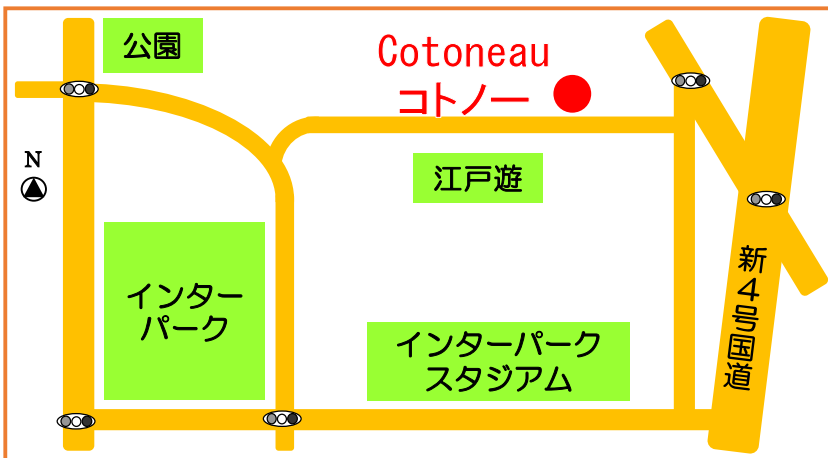 公園
Cotoneau
コトノー
N
江戸遊
インター
パーク
インターパーク
スタジアム
新４号国道